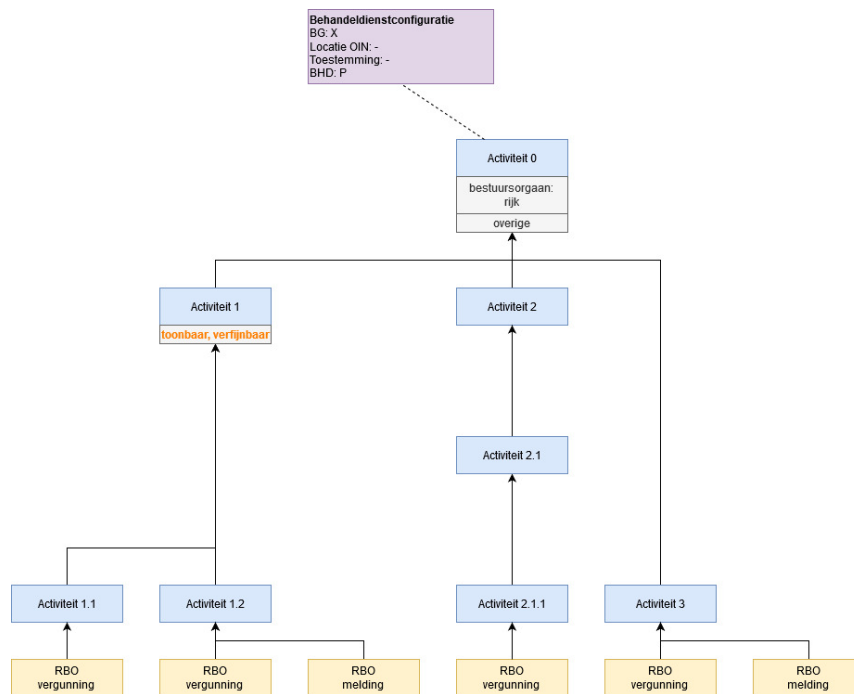 Behandeldienstconfiguratie
BG: X
Locatie OIN: -
Toestemming: -
BHD: P
Activiteit 0
bestuursorgaan:
rijk
overige
Activiteit 1
toonbaar, verfijnbaar
Activiteit 2
Activiteit 2.1
Activiteit 1.1
Activiteit 1.2
Activiteit 2.1.1
Activiteit 3
RBO
vergunning
RBO
vergunning
RBO
melding
RBO
vergunning
RBO
vergunning
RBO
melding